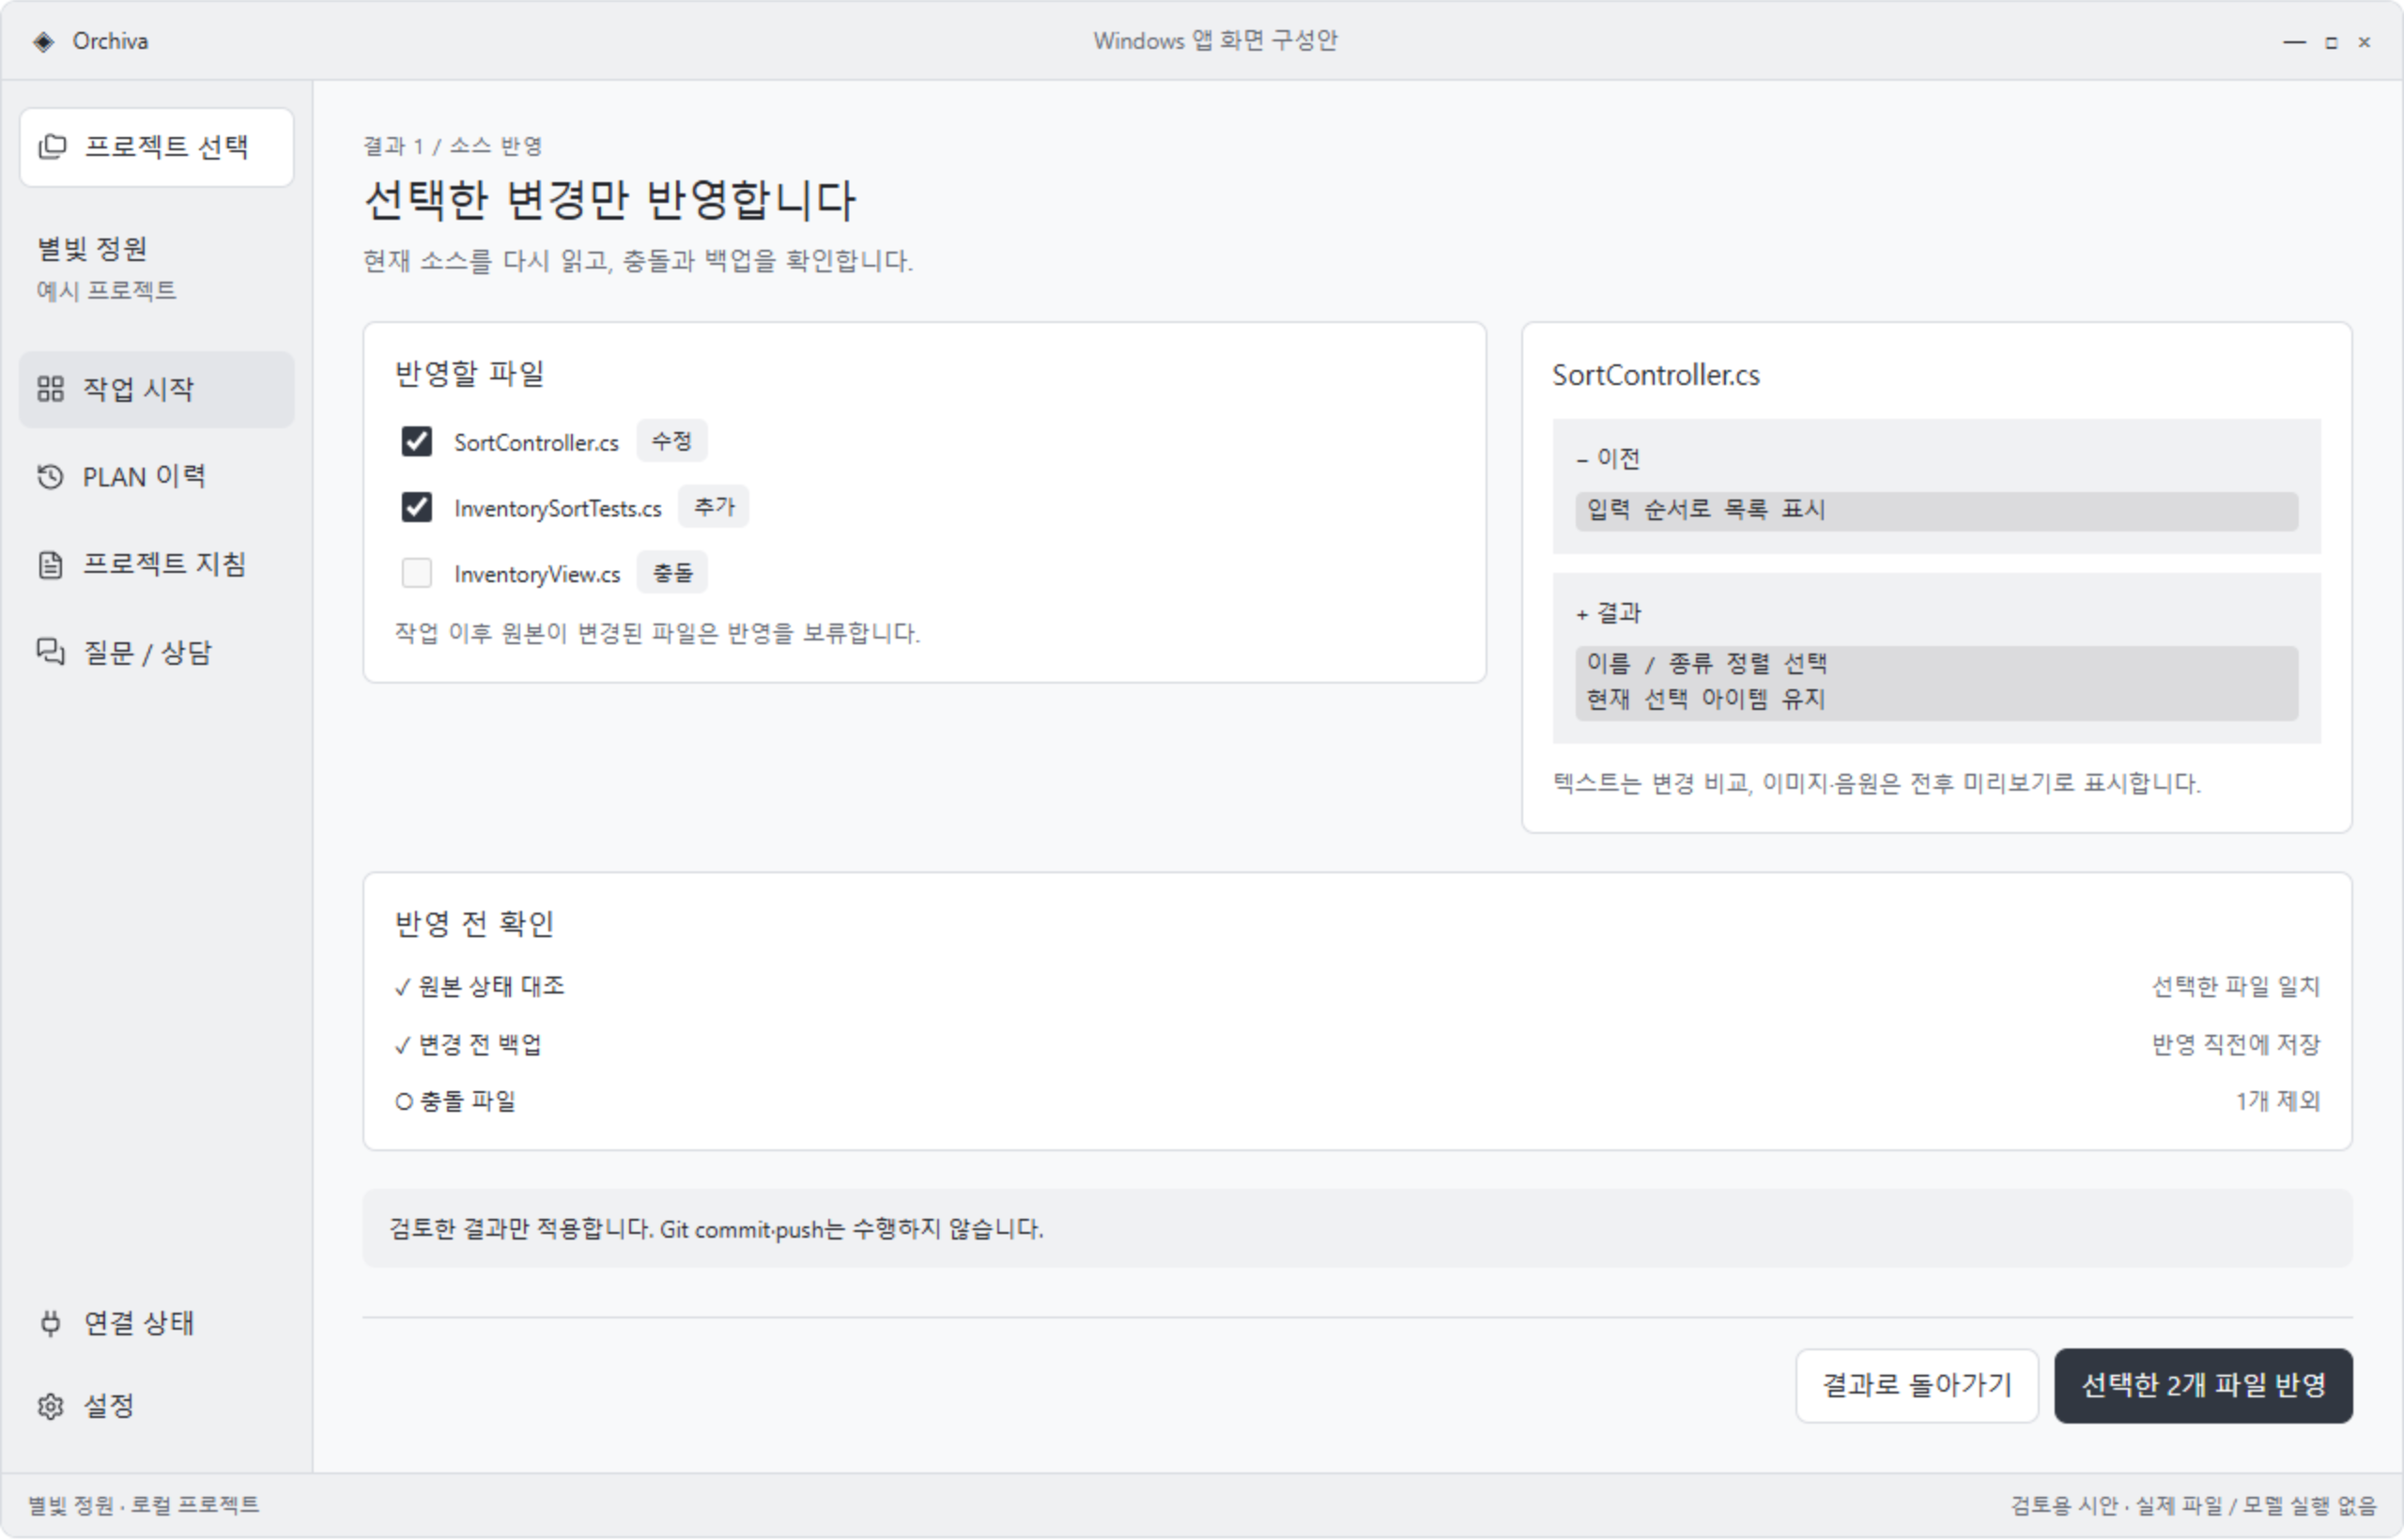 Orchiva
Windows 앱 화면 구성안
프로젝트 선택
별빛 정원
예시 프로젝트
작업 시작
PLAN 이력
프로젝트 지침
질문 / 상담
연결 상태
설정
결과 1 / 소스 반영
선택한 변경만 반영합니다
현재 소스를 다시 읽고, 충돌과 백업을 확인합니다.
반영할 파일
SortController.cs 수정
InventorySortTests.cs 추가
InventoryView.cs 충돌
작업 이후 원본이 변경된 파일은 반영을 보류합니다.
SortController.cs
– 이전
입력 순서로 목록 표시
+ 결과
이름 / 종류 정렬 선택
현재 선택 아이템 유지
텍스트는 변경 비교, 이미지·음원은 전후 미리보기로 표시합니다.
반영 전 확인
✓ 원본 상태 대조 선택한 파일 일치
✓ 변경 전 백업 반영 직전에 저장
○ 충돌 파일 1개 제외
검토한 결과만 적용합니다. Git commit·push는 수행하지 않습니다.
결과로 돌아가기
선택한 2개 파일 반영
별빛 정원 · 로컬 프로젝트
검토용 시안 · 실제 파일 / 모델 실행 없음